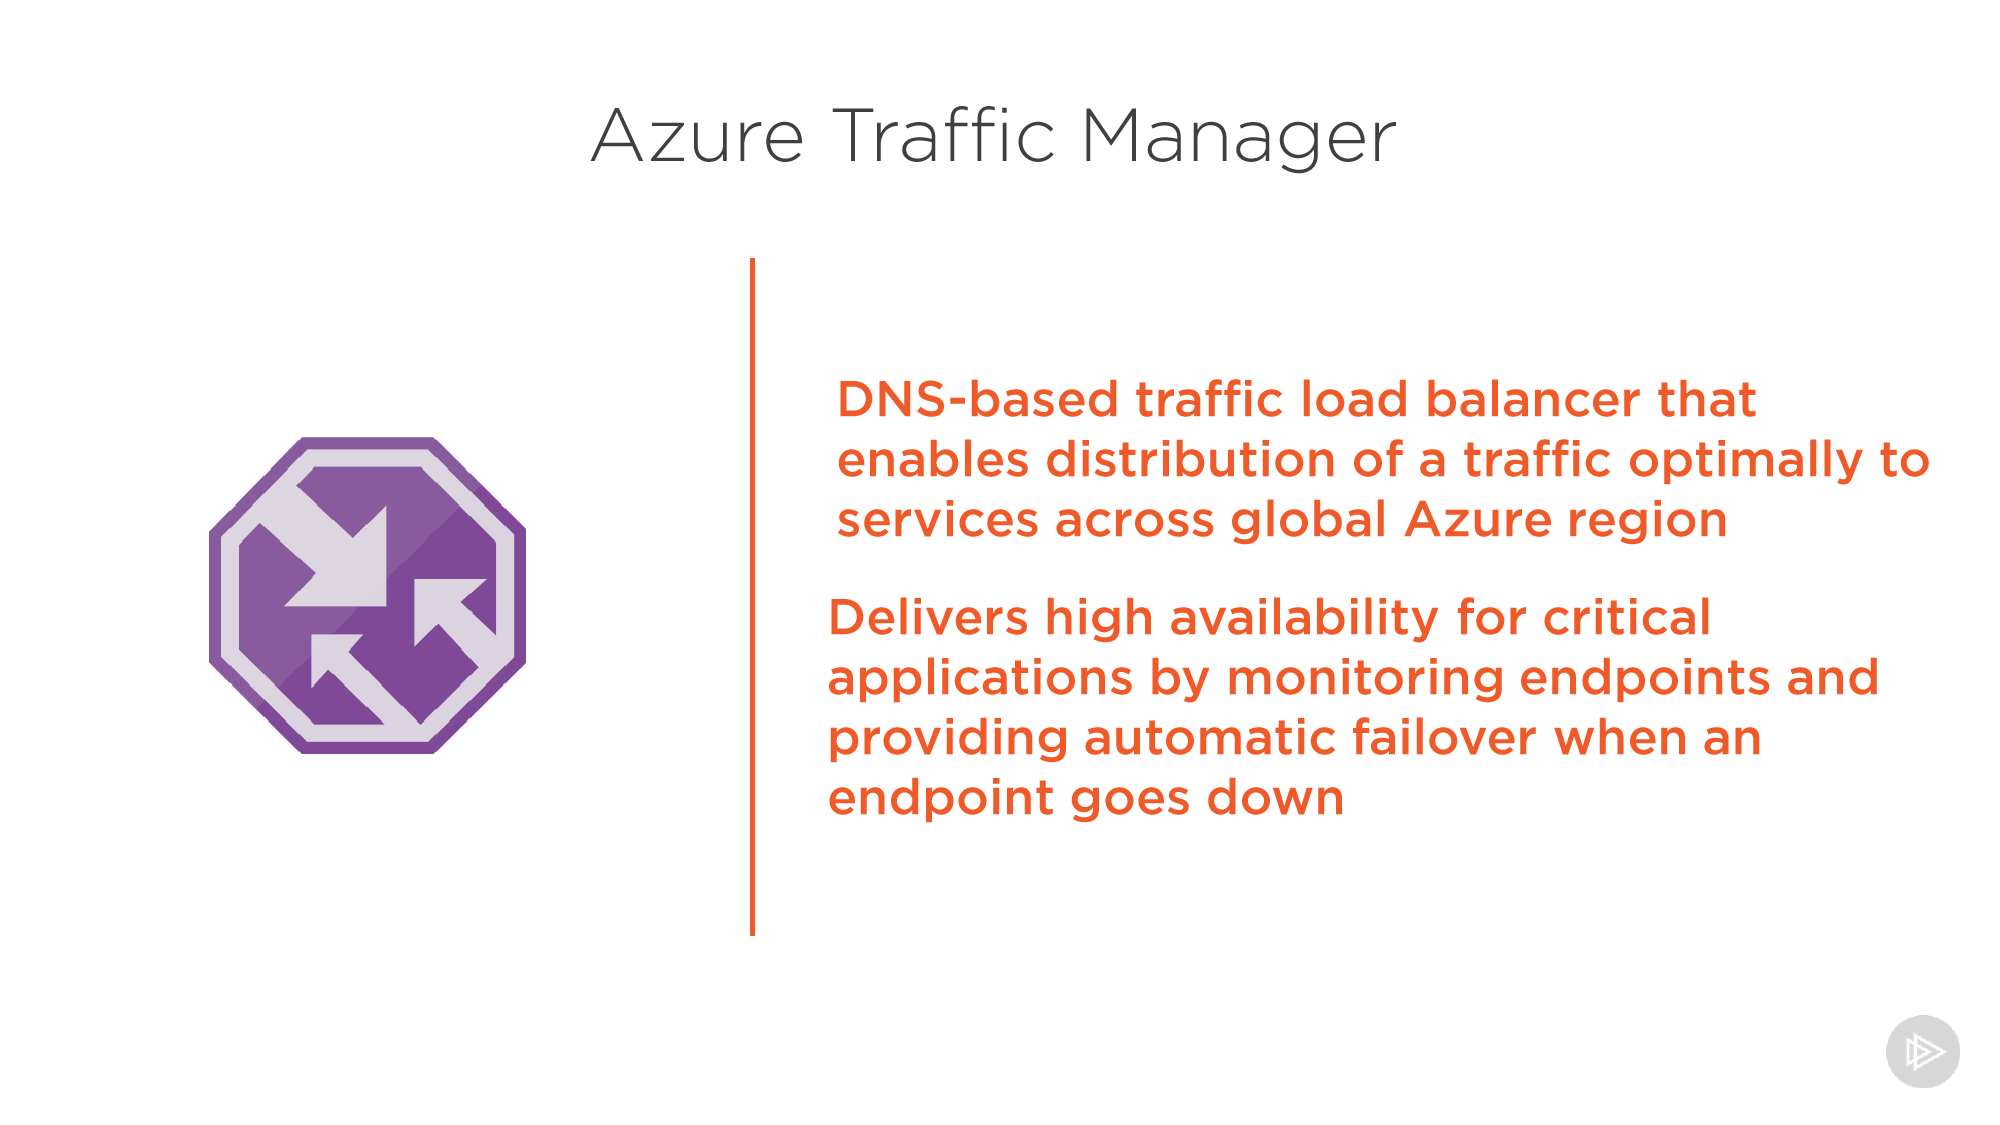 Azure Traffic Manager
DNS-based traffic load balancer that
enables distribution of a traffic optimally to
services across global Azure region
Delivers high availability for critical
applications by monitoring endpoints and
providing automatic failover when an
endpoint goes down